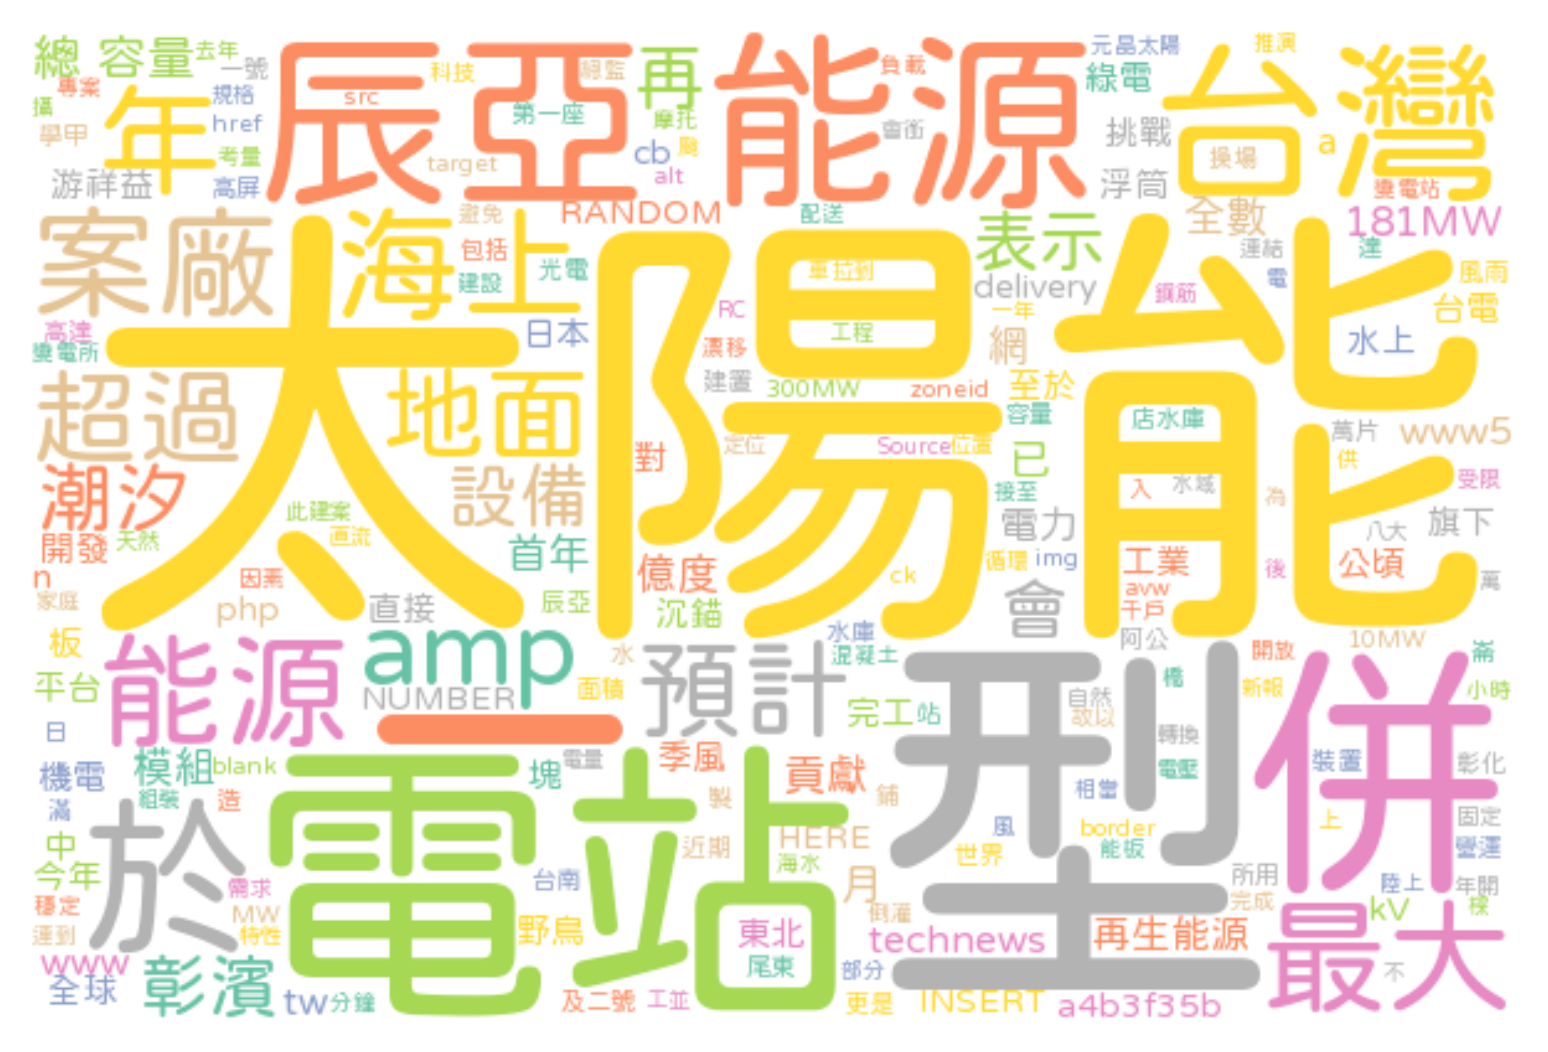 總 容量 去年
一號
專案
攝
學甲
年
規格
href
考量
高屏
游祥益
辰亞能源
src
科技
總監
第一座
target
再
摩托
cb
颱
alt
負載
會銜
元晶太陽
推演
綠電
台灣
挑戰
a
操場
浮筒
變電站
案廠
海上
避免
RANDOM
包括
光電
建設
配送
表示
delivery
全數
181MW
連結
達
電
風雨
台電
鋼筋
一年
高達
變電所
日本
太陽能
單拉到
RC
工程
漂移
網
水上
建置
300MW
zoneid
至於
超過
地面
容量
店水庫
萬片
www5
對
定位
Source
位置
已
供
潮汐
設備
接至
入
水域
受限
此建案
直流
電力
為
八大
旗下
開發
天然
首年
億度
循環
img
工業
後
公頃
n
因素
ck
avw
千戶
萬
家庭
php
直接
辰亞
沉錨
會
板
能源
amp
水
水庫
混凝土
阿公
10MW
開放
崙
NUMBER
面積
預計
型
橋
平台
完工
站
自然
故以
新報
併
小時
日
一
季風
轉換
機電
模組
blank
電量
塊
貢獻
電壓
裝置
彰化
組裝
造
電站
製
鋪
相當
滿
於
風
border
上
固定
中
近期
HERE
世界
能板
營運
今年
海水
台南
月
所用
陸上
年開
需求
穩定
MW
倒灌
完成
kV
樑
運到
特性
野鳥
東北
technews
土
再生能源
最大
www
尾東
部分
不
全球
彰濱
tw
分鐘
及二號
工並
更是
INSERT
a4b3f35b